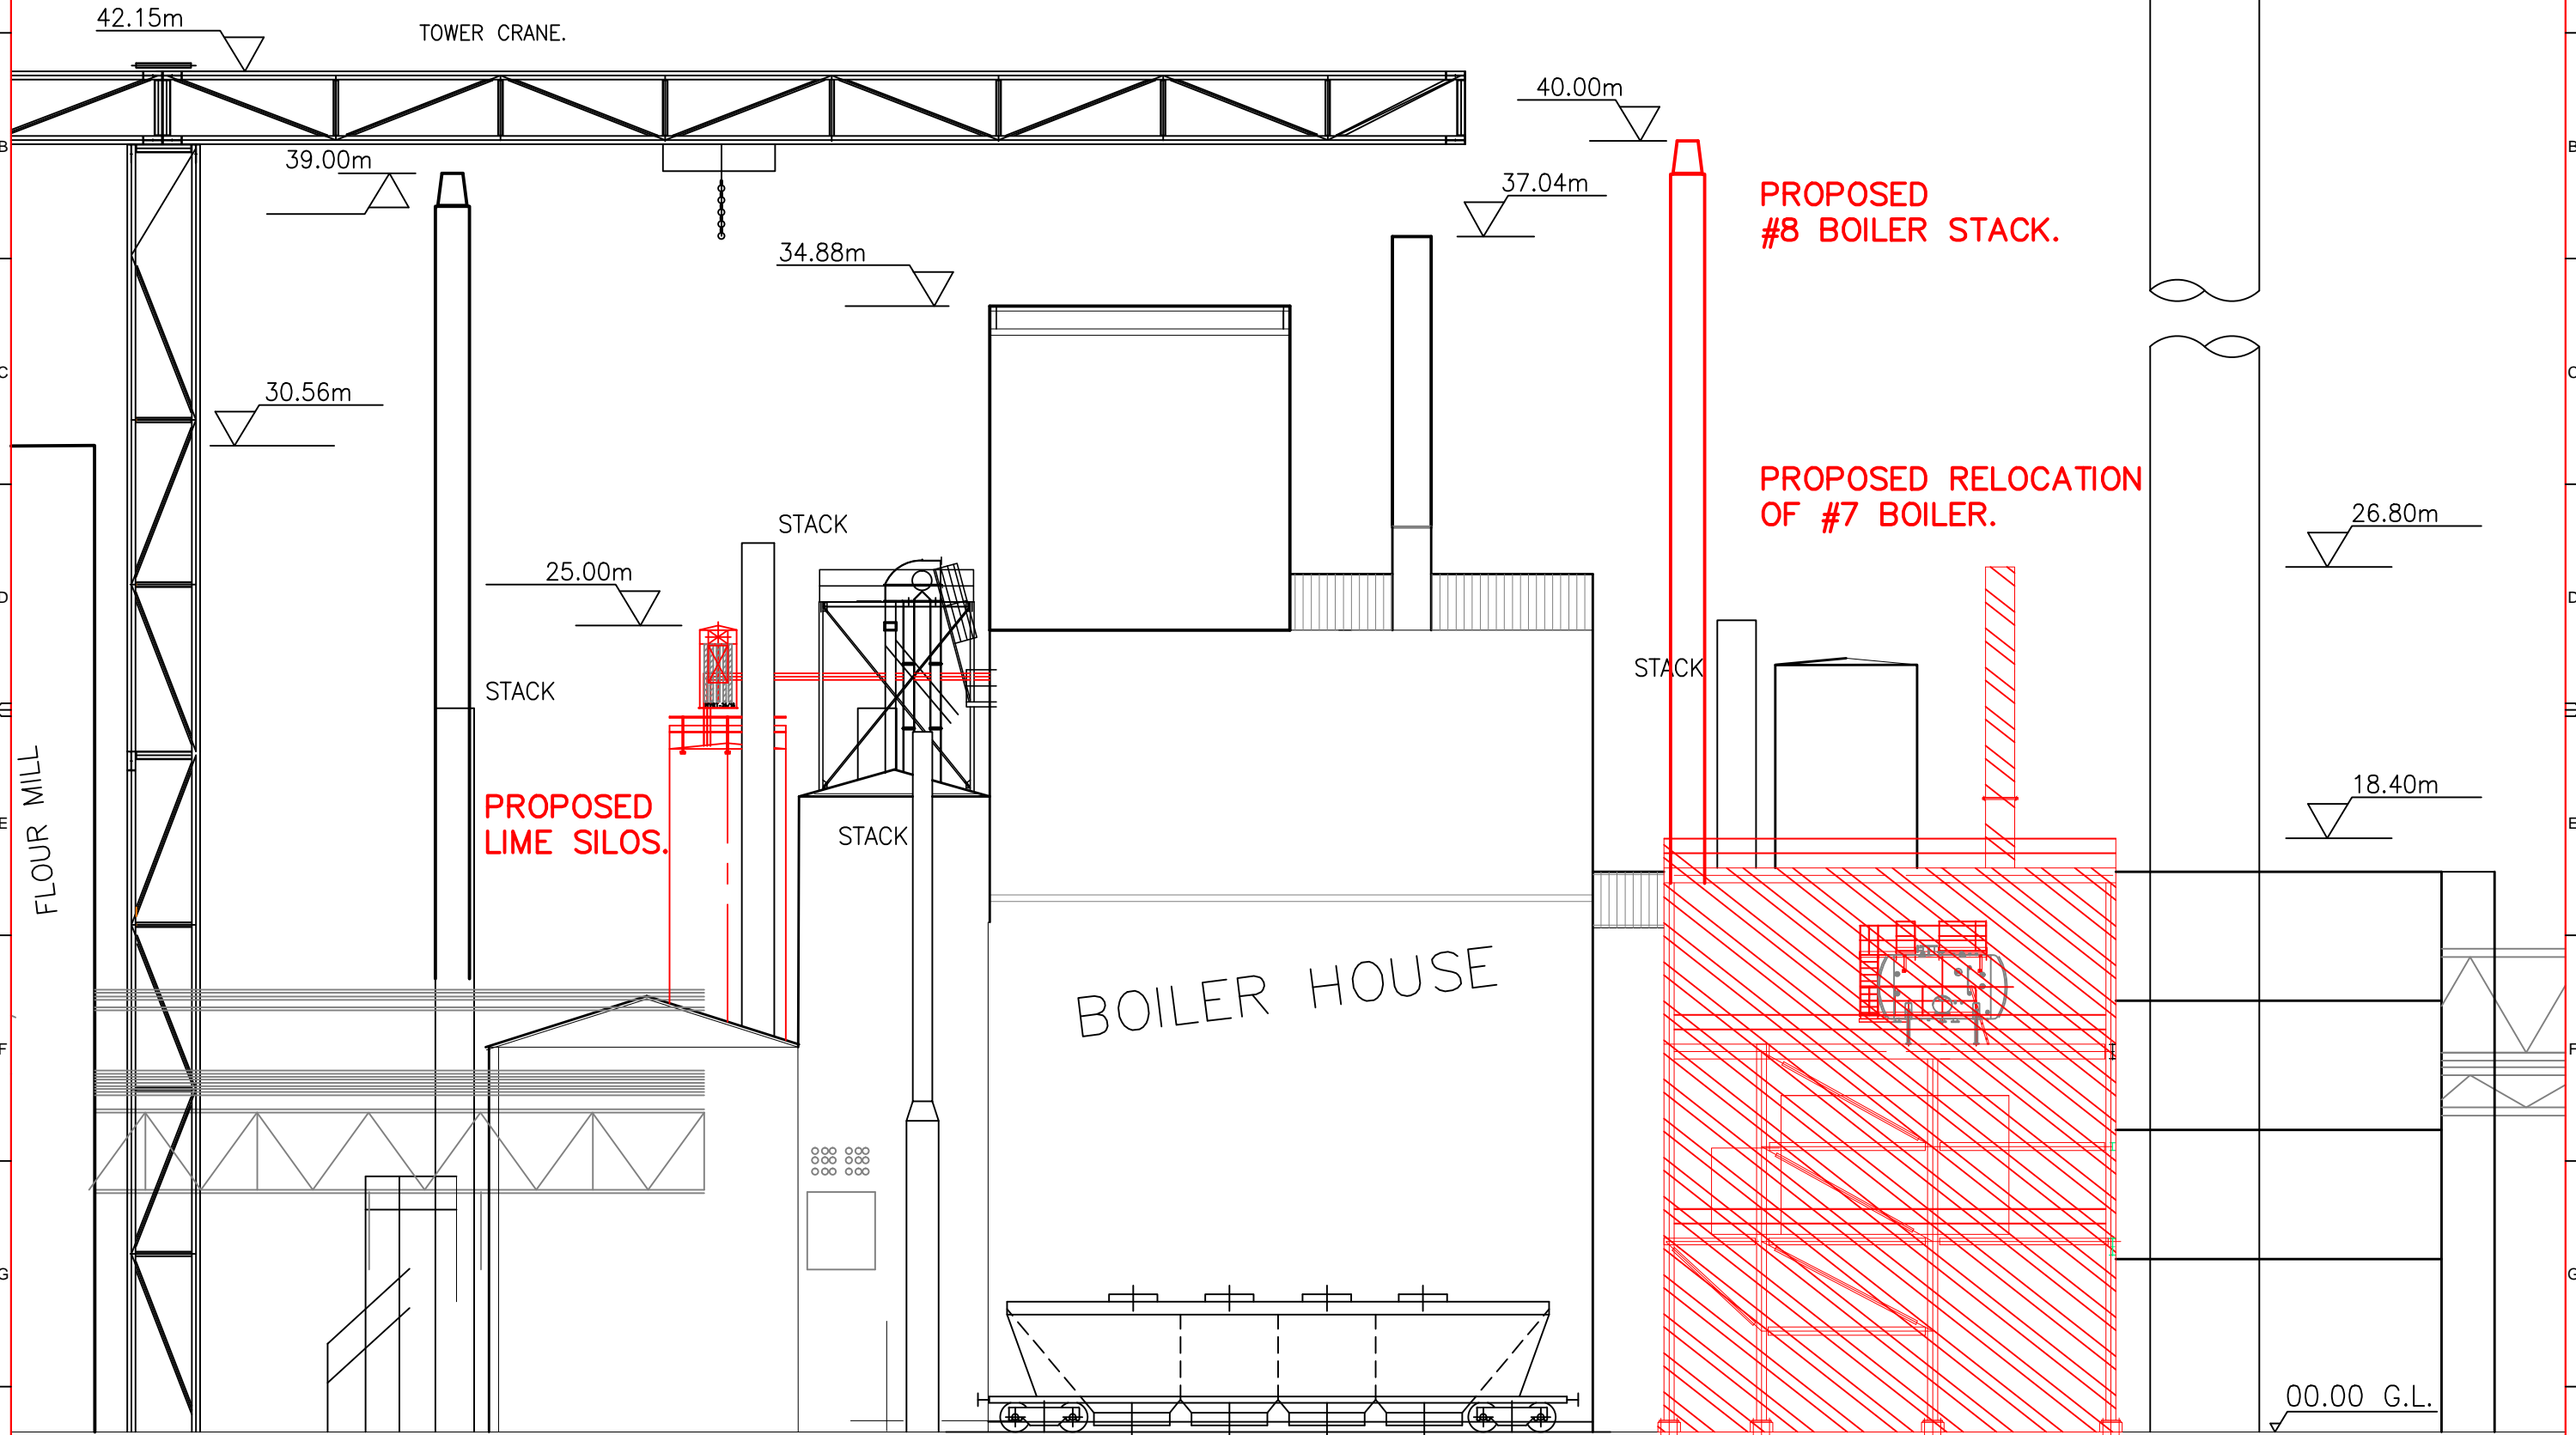 42.15m
TOWER CRANE.
40.00m
B
B
39.00m
37.04m
PROPOSED
#8 BOILER STACK.
34.88m
C
C
30.56m
PROPOSED RELOCATION
OF #7 BOILER.
26.80m
STACK
25.00m
D
D
STACK
STACK
18.40m
PROPOSED
LIME SILOS.
E
E
STACK
FLOUR MILL
BOILER HOUSE
F
F
G
G
00.00 G.L.